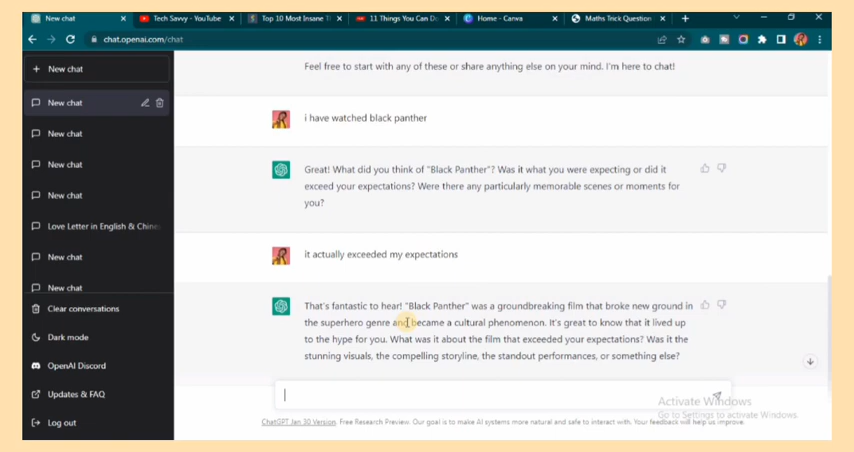 New chat
Tech Savvy - YouTube
Top 10 Most Insane
11 Things You Can Do
Home - Canva
Maths Trick Question
chat.openai.com/chat
+ New chat
New chat
New chat
New chat
New chat
Love Letter in English & Chine
New chat
New chat
Clear conversations
Dark mode
OpenAI Discord
Updates & FAQ
Log out
Feel free to start with any of these or share anything else on your mind. I'm here to chat!
i have watched black panther
Great! What did you think of "Black Panther"? Was it what you were expecting or did it
exceed your expectations? Were there any particularly memorable scenes or moments for
you?
it actually exceeded my expectations
That's fantastic to hear! "Black Panther" was a groundbreaking film that broke new ground in
the superhero genre and became a cultural phenomenon. It's great to know that it lived up
to the hype for you. What was it about the film that exceeded your expectations? Was it the
stunning visuals, the compelling storyline, the standout performances, or something else?
Activate Windows
Go to Settings to activate Windows.
ChatGPT Jan 30 Version. Free Research Preview. Our goal is to make AI systems more natural and safe to interact with. Your feedback will help us improve.